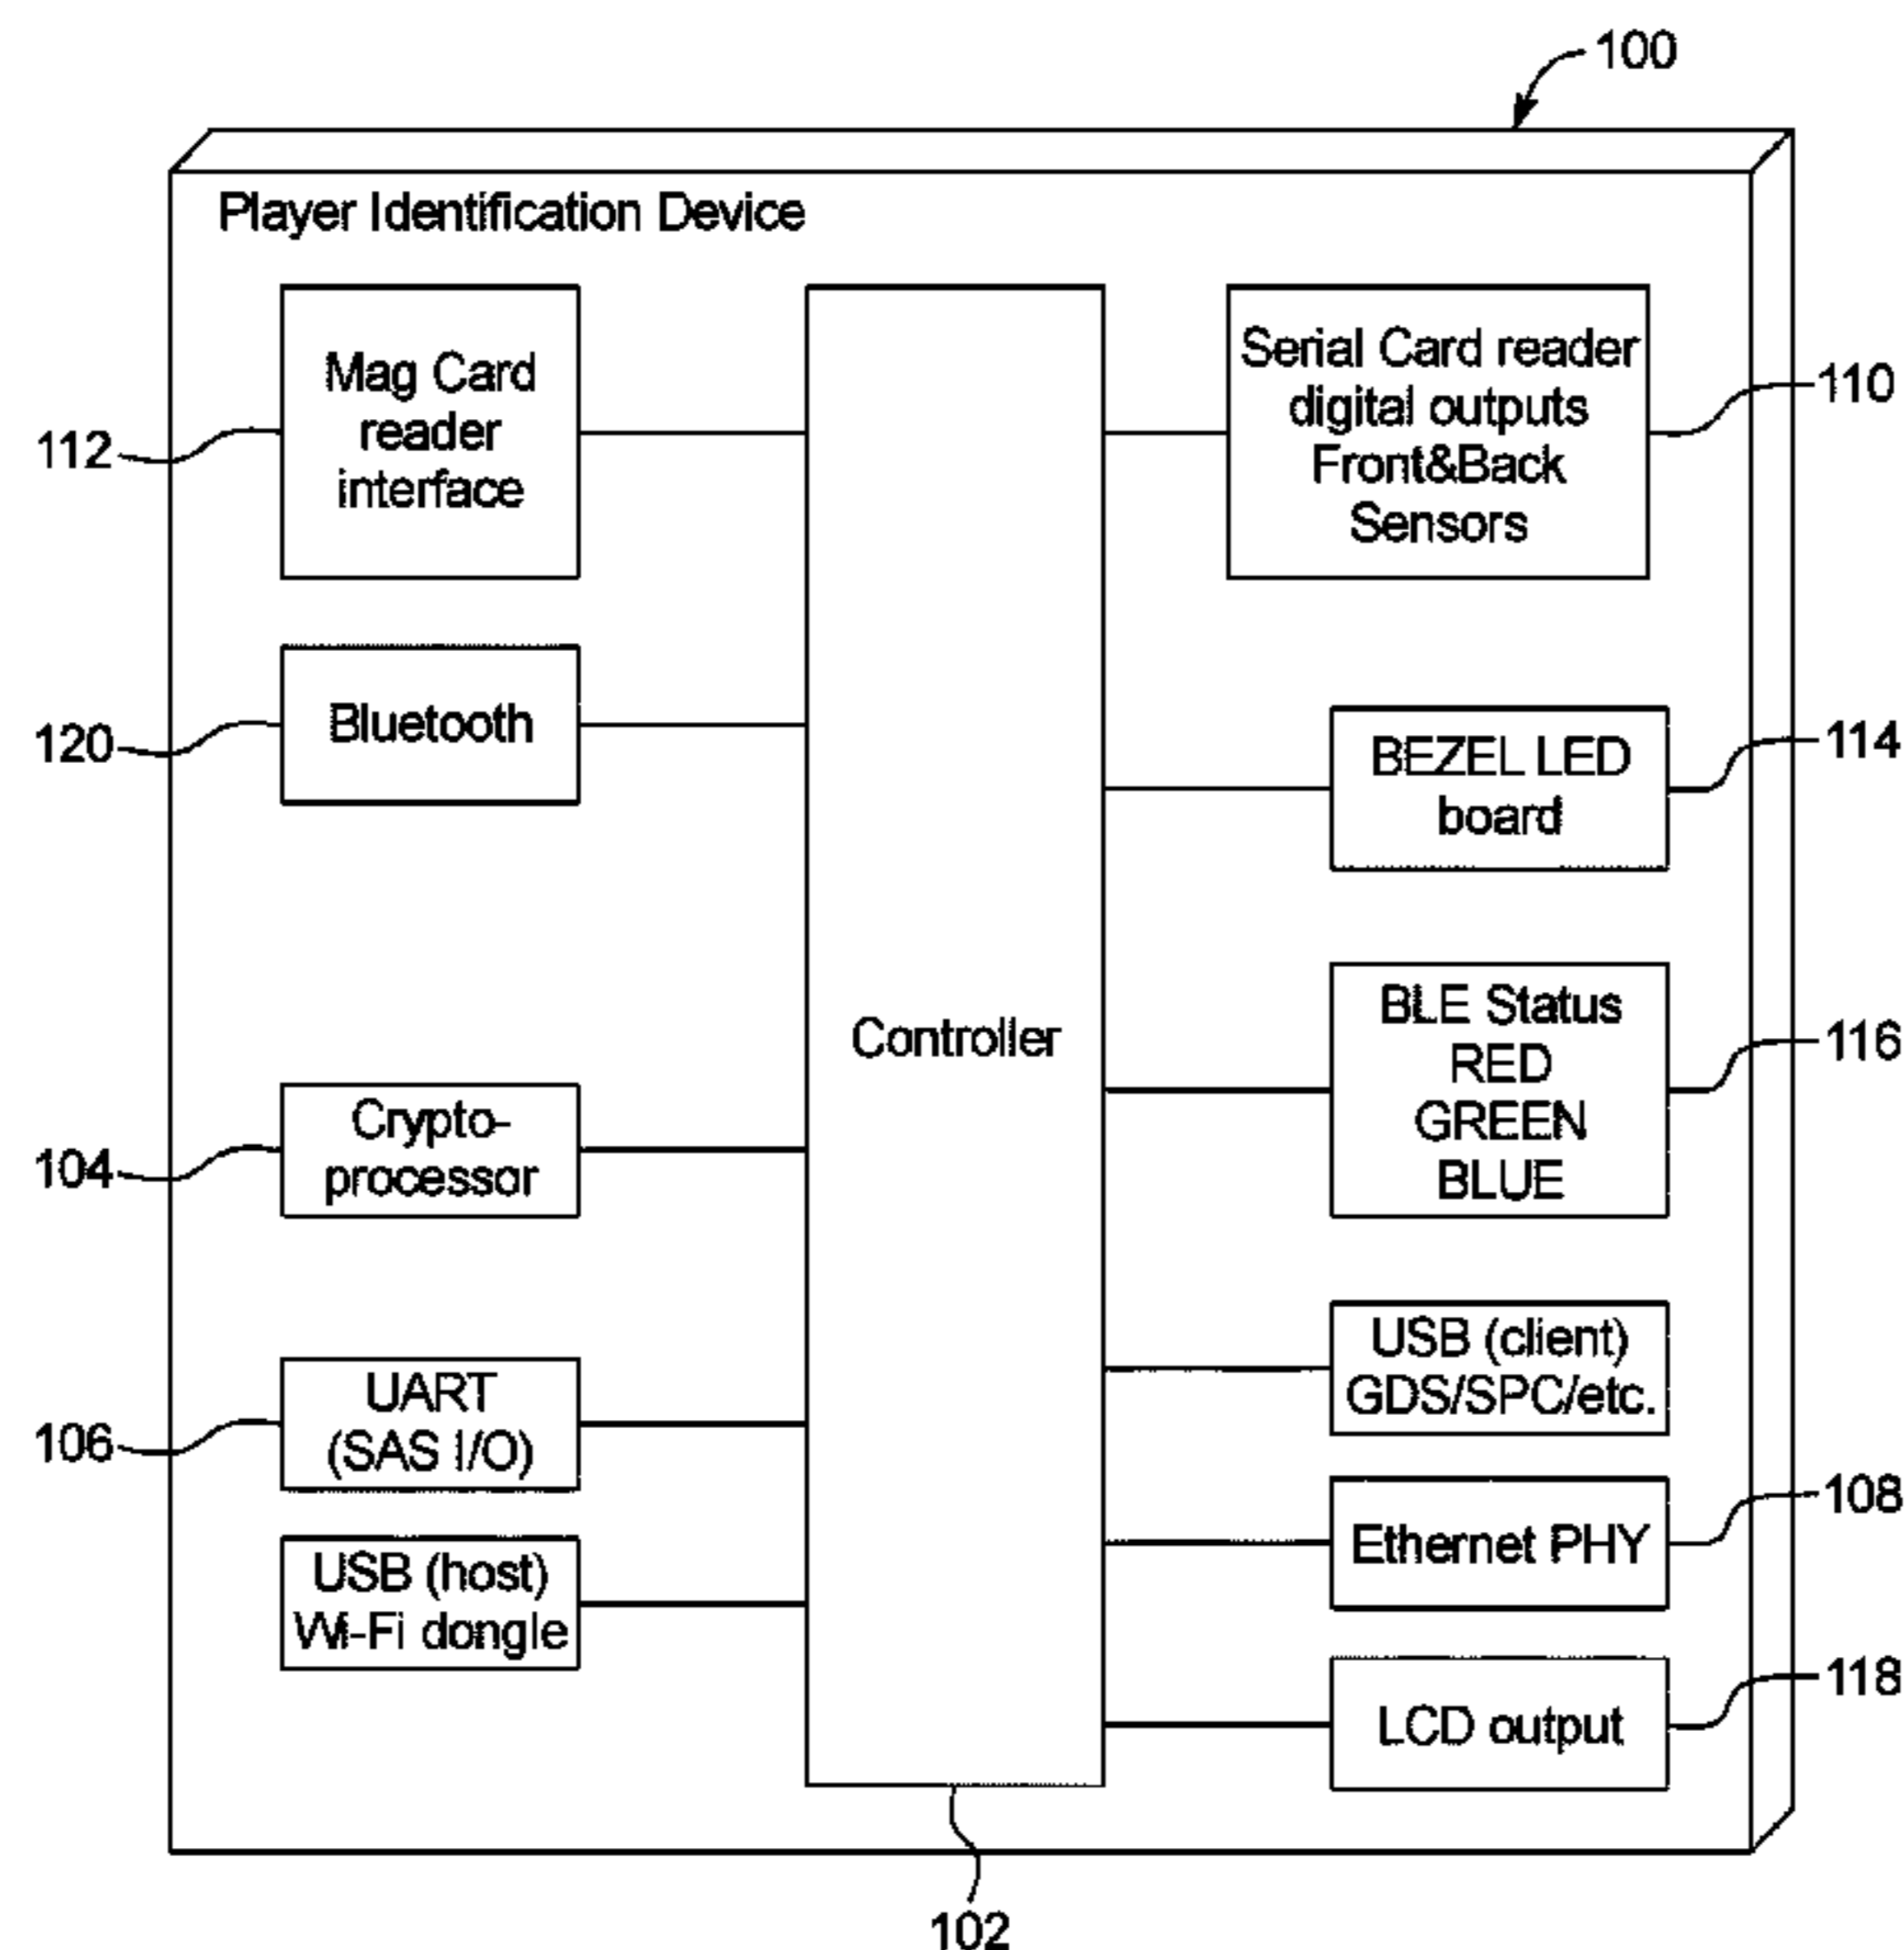 100
Player Identification Device
Mag Card
reader
interface
112
Serial Card reader
digital outputs
Front&Back
Sensors
110
Bluetooth
120
BEZEL LED
board
114
Controller
BLE Status
RED
GREEN
BLUE
116
Crypto-
processor
104
USB (client)
GDS/SPC/etc.
UART
(SAS I/O)
106
Ethernet PHY
108
USB (host)
Wi-Fi dongle
LCD output
118
102